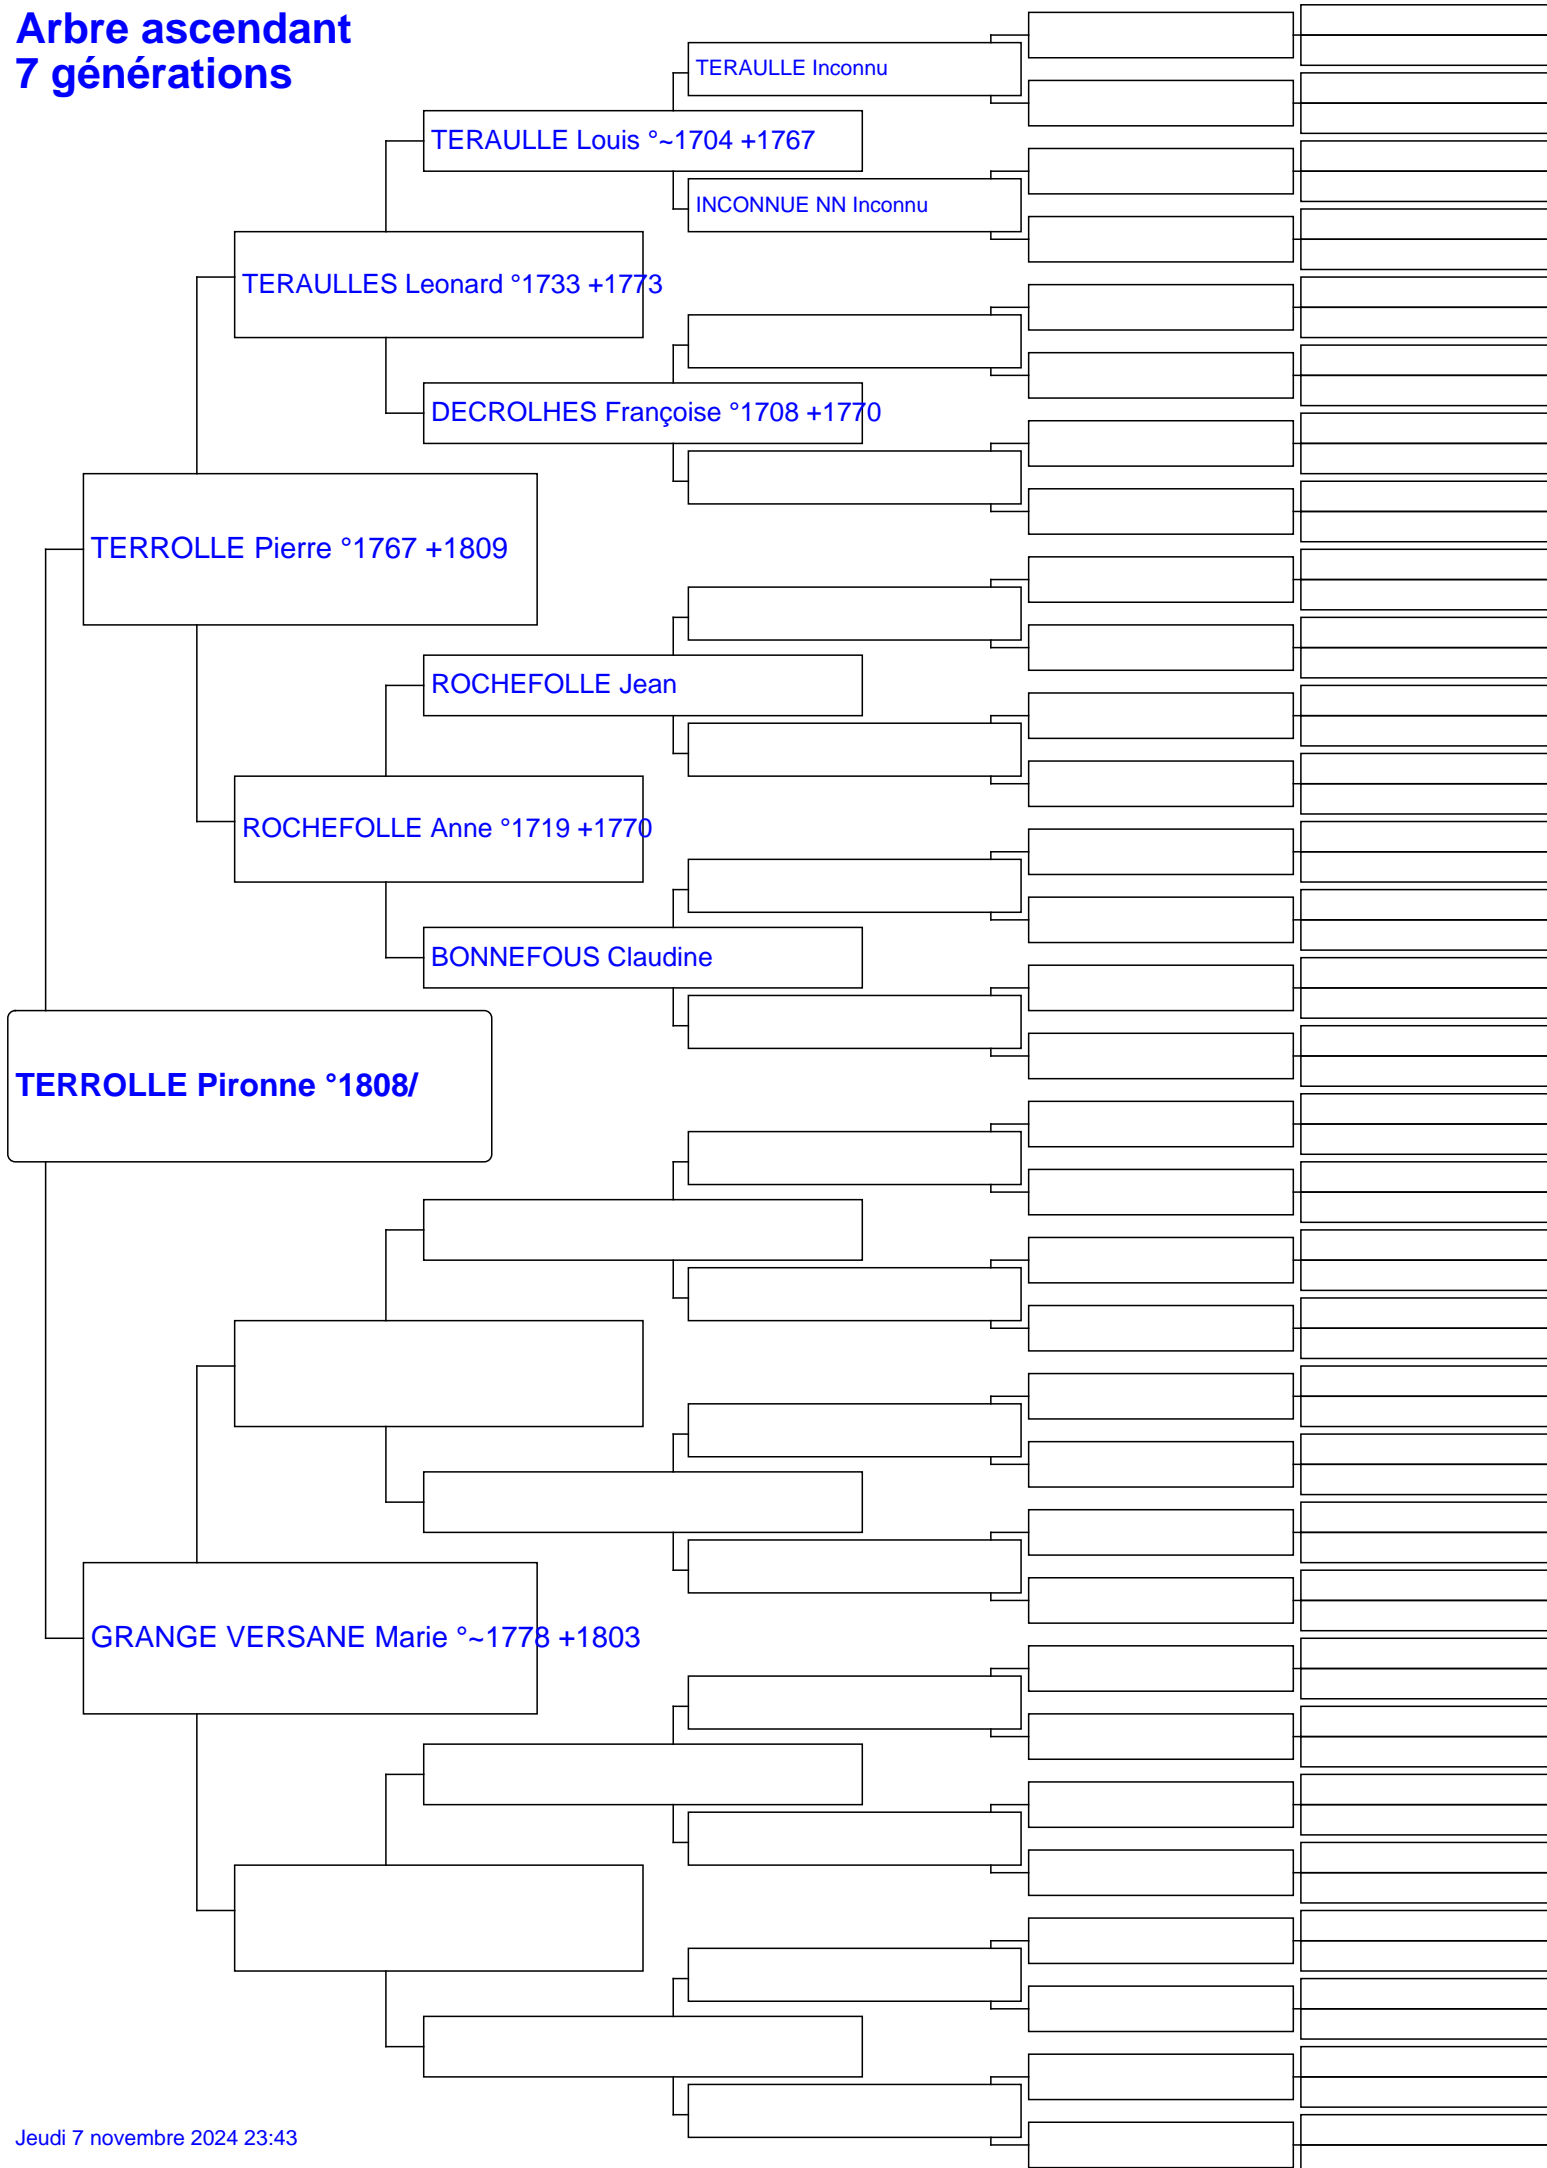 Arbre ascendant
7 générations
TERAULLE Inconnu
TERAULLE Louis °~1704 +1767
INCONNUE NN Inconnu
TERAULLES Leonard °1733 +1773
DECROLHES Françoise °1708 +1770
TERROLLE Pierre °1767 +1809
ROCHEFOLLE Jean
ROCHEFOLLE Anne °1719 +1770
BONNEFOUS Claudine
TERROLLE Pironne °1808/
GRANGE VERSANE Marie °~1778 +1803
Jeudi 7 novembre 2024 23:43